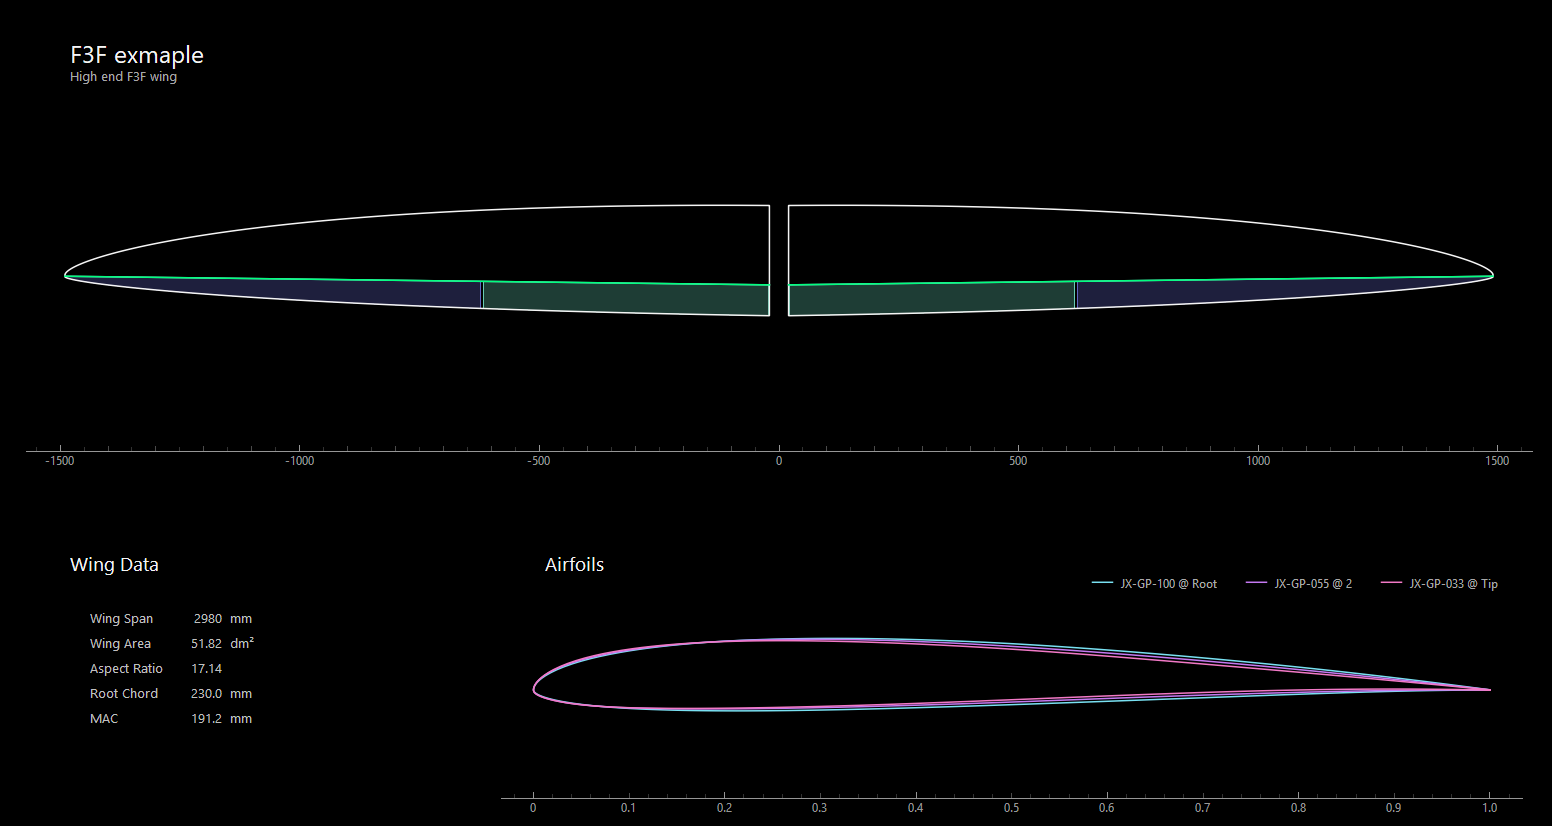 F3F exmaple
High end F3F wing
-1500 -1000 -500 0 500 1000 1500
Wing Data
Wing Span 2980 mm
Wing Area 51.82 dm²
Aspect Ratio 17.14
Root Chord 230.0 mm
MAC 191.2 mm
Airfoils
JX-GP-100 @ Root JX-GP-055 @ 2 JX-GP-033 @ Tip
0 0.1 0.2 0.3 0.4 0.5 0.6 0.7 0.8 0.9 1.0